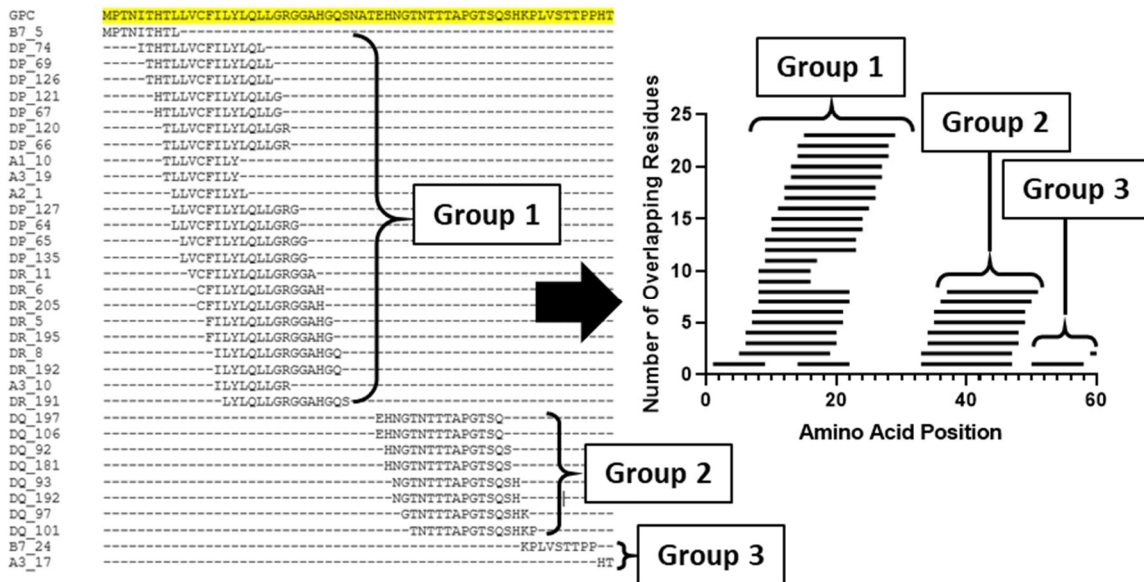 GPC MPTNITHTLLVCFILYLQLLGRGGAHGQSNATEHNGTNTTTAPGTSQSHKPLVSTTPPHT
B7_5 MPTNITHTL---------------------------------------------------
DP_74 ----ITHTLLVCFILYLQL-----------------------------------------
DP_69 -----THTLLVCFILYLQLL----------------------------------------
DP_126 -----THTLLVCFILYLQLL----------------------------------------
DP_121 ------HTLLVCFILYLQLLG---------------------------------------
DP_67 ------HTLLVCFILYLQLLG---------------------------------------
DP_120 -------TLLVCFILYLQLLGR--------------------------------------
DP_66 -------TLLVCFILYLQLLGR--------------------------------------
A1_10 -------TLLVCFILY--------------------------------------------
A3_19 -------TLLVCFILY--------------------------------------------
A2_1 --------LLVCFILYL-------------------------------------------
DP_127 --------LLVCFILYLQLLGRG-------------------------------------
DP_64 --------LLVCFILYLQLLGRG-------------------------------------
DP_65 ---------LVCFILYLQLLGRGG------------------------------------
DP_135 ---------LVCFILYLQLLGRGG------------------------------------
DR_11 ----------VCFILYLQLLGRGGA-----------------------------------
DR_6 -----------CFILYLQLLGRGGAH----------------------------------
DR_205 -----------CFILYLQLLGRGGAH----------------------------------
DR_5 ------------FILYLQLLGRGGAHG---------------------------------
DR_195 ------------FILYLQLLGRGGAHG---------------------------------
DR_8 -------------ILYLQLLGRGGAHGQ--------------------------------
DR_192 -------------ILYLQLLGRGGAHGQ--------------------------------
A3_10 -------------ILYLQLLGR--------------------------------------
DR_191 --------------LYLQLLGRGGAHGQS-------------------------------
DQ_197 --------------------------------EHNGTNTTTAPGTSQ-------------
DQ_106 --------------------------------EHNGTNTTTAPGTSQ-------------
DQ_92 ---------------------------------HNGTNTTTAPGTSQS------------
DQ_181 ---------------------------------HNGTNTTTAPGTSQS------------
DQ_93 ----------------------------------NGTNTTTAPGTSQSH-----------
DQ_192 ----------------------------------NGTNTTTAPGTSQSH-----------
DQ_97 -----------------------------------GTNTTTAPGTSQSHK----------
DQ_101 ------------------------------------TNTTTAPGTSQSHKP---------
B7_24 -------------------------------------------------KPLVSTTPP--
A3_17 ----------------------------------------------------------HT
Group 1
Group 2
Group 3
Group 1
Group 2
Group 3
Number of Overlapping Residues
25
20
15
10
5
0
0 20 40 60
Amino Acid Position